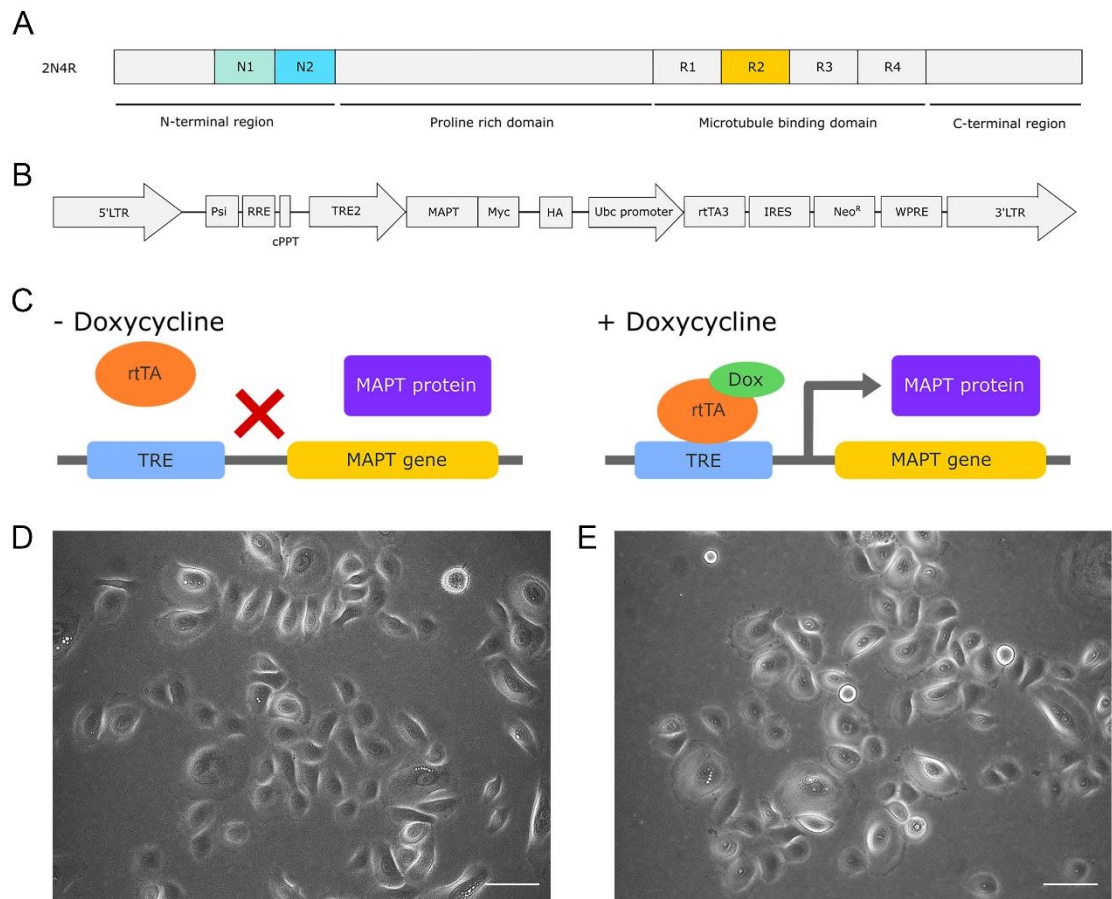 A
2N4R
N1
N2
R1
R2
R3
R4
N-terminal region
Proline rich domain
Microtubule binding domain
C-terminal region
B
5'LTR
Psi
RRE
cPPT
TRE2
MAPT
Myc
HA
Ubc promoter
rtTA3
IRES
Neoᴿ
WPRE
3'LTR
C
- Doxycycline
rtTA
MAPT protein
TRE
MAPT gene
+ Doxycycline
Dox
rtTA
MAPT protein
TRE
MAPT gene
D
E